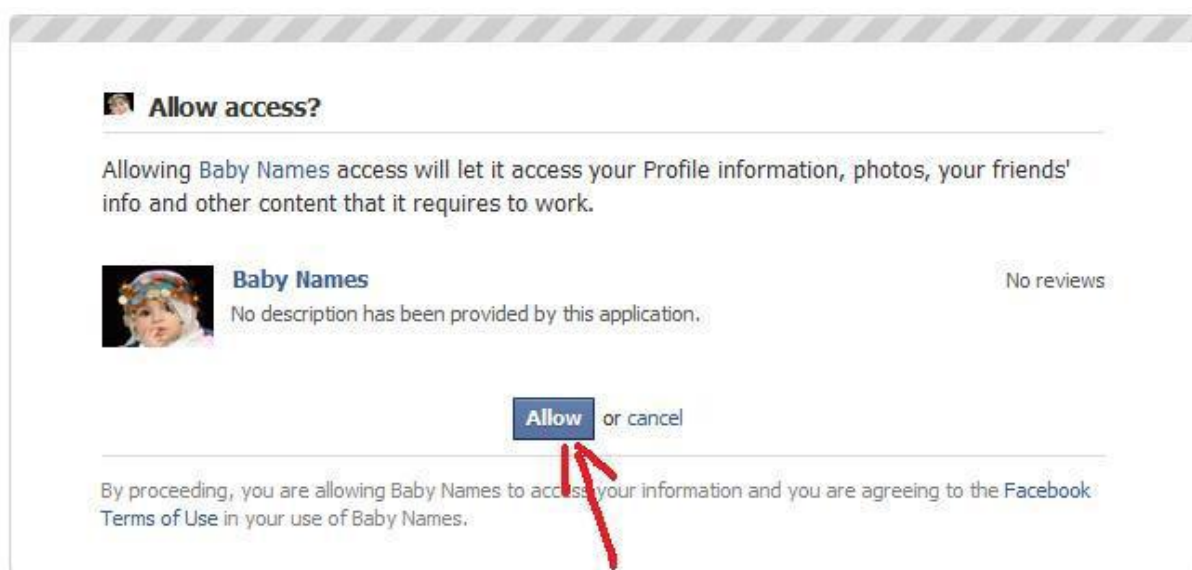 Allow access?
Allowing Baby Names access will let it access your Profile information, photos, your friends'
info and other content that it requires to work.
Baby Names
No reviews
No description has been provided by this application.
Allow or cancel
By proceeding, you are allowing Baby Names to access your information and you are agreeing to the Facebook
Terms of Use in your use of Baby Names.